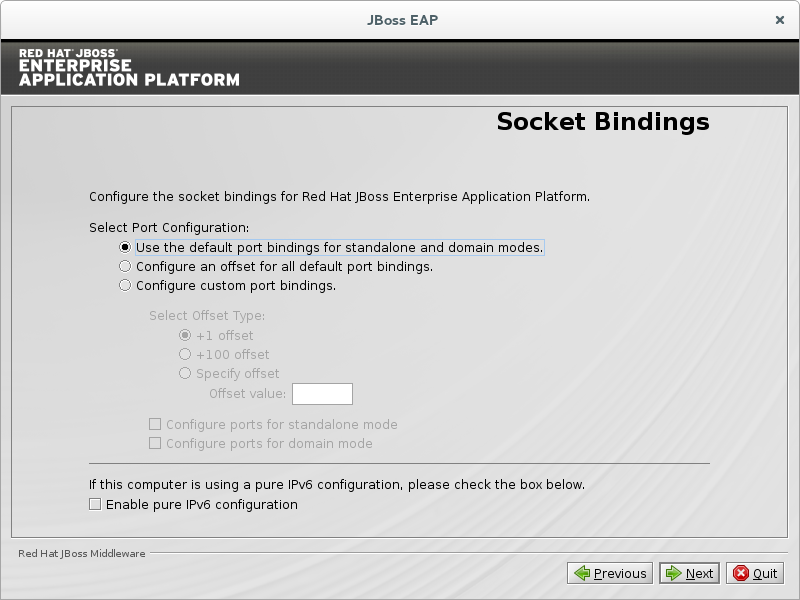 JBoss EAP
RED HAT® JBOSS®
ENTERPRISE
APPLICATION PLATFORM
Socket Bindings
Configure the socket bindings for Red Hat JBoss Enterprise Application Platform.
Select Port Configuration:
Use the default port bindings for standalone and domain modes.
Configure an offset for all default port bindings.
Configure custom port bindings.
Select Offset Type:
+1 offset
+100 offset
Specify offset
Offset value:
Configure ports for standalone mode
Configure ports for domain mode
If this computer is using a pure IPv6 configuration, please check the box below.
Enable pure IPv6 configuration
Red Hat JBoss Middleware
Previous Next Quit